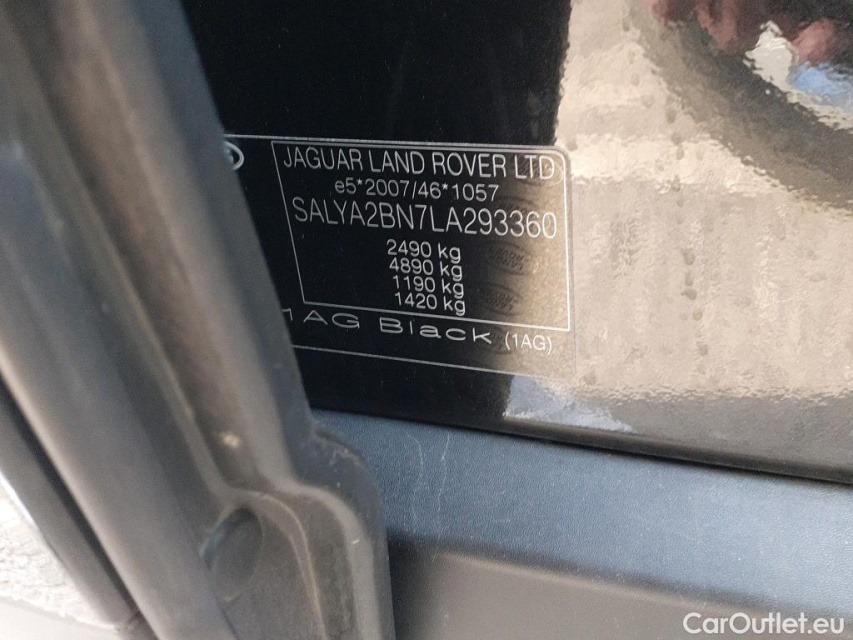 JAGUAR LAND ROVER LTD
e5*2007/46*1057
SALYA2BN7LA293360
2490 kg
4890 kg
1190 kg
1420 kg
1AG Black (1AG)
CarOutlet.eu